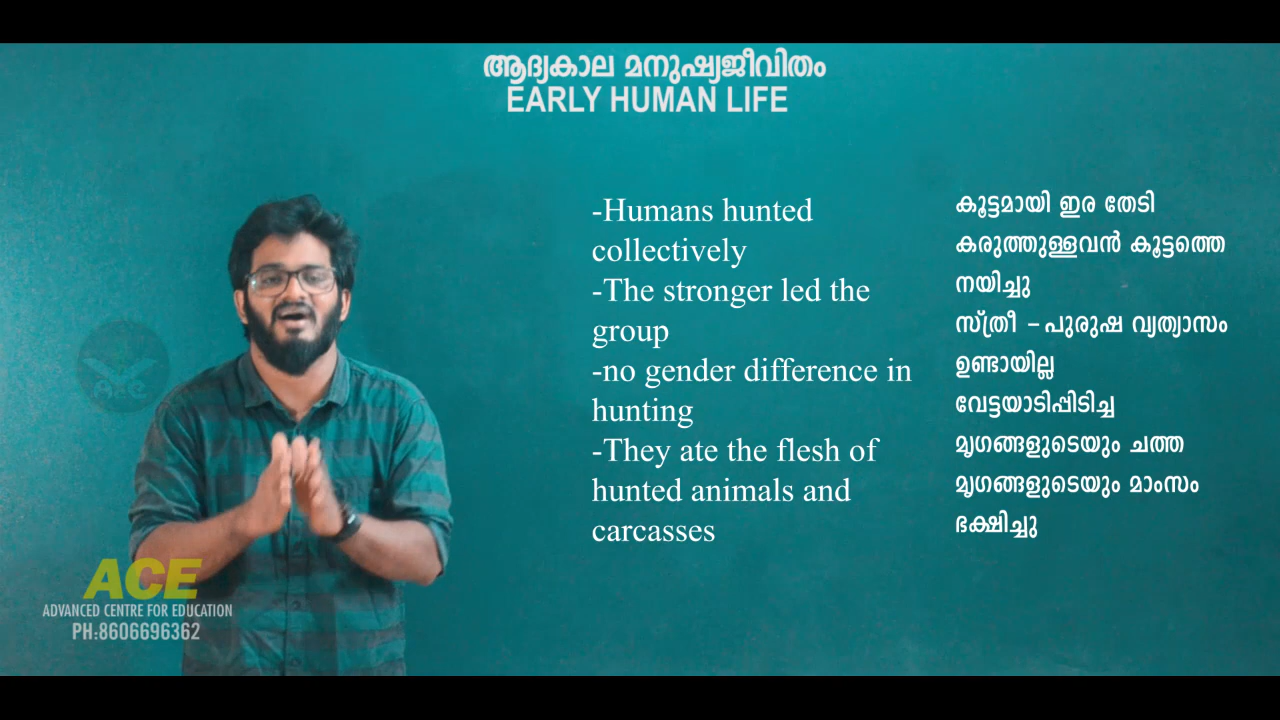 ആദ്യകാല മനുഷ്യജീവിതം
EARLY HUMAN LIFE
-Humans hunted
collectively
-The stronger led the
group
-no gender difference in
hunting
-They ate the flesh of
hunted animals and
carcasses
കൂട്ടമായി ഇര തേടി
കരുത്തുള്ളവൻ കൂട്ടത്തെ
നയിച്ചു
സ്ത്രീ -പുരുഷ വ്യത്യാസം
ഉണ്ടായില്ല
വേട്ടയാടിപ്പിടിച്ച
മൃഗങ്ങളുടെയും ചത്ത
മൃഗങ്ങളുടെയും മാംസം
ഭക്ഷിച്ചു
ACE
ADVANCED CENTRE FOR EDUCATION
PH:8606696362